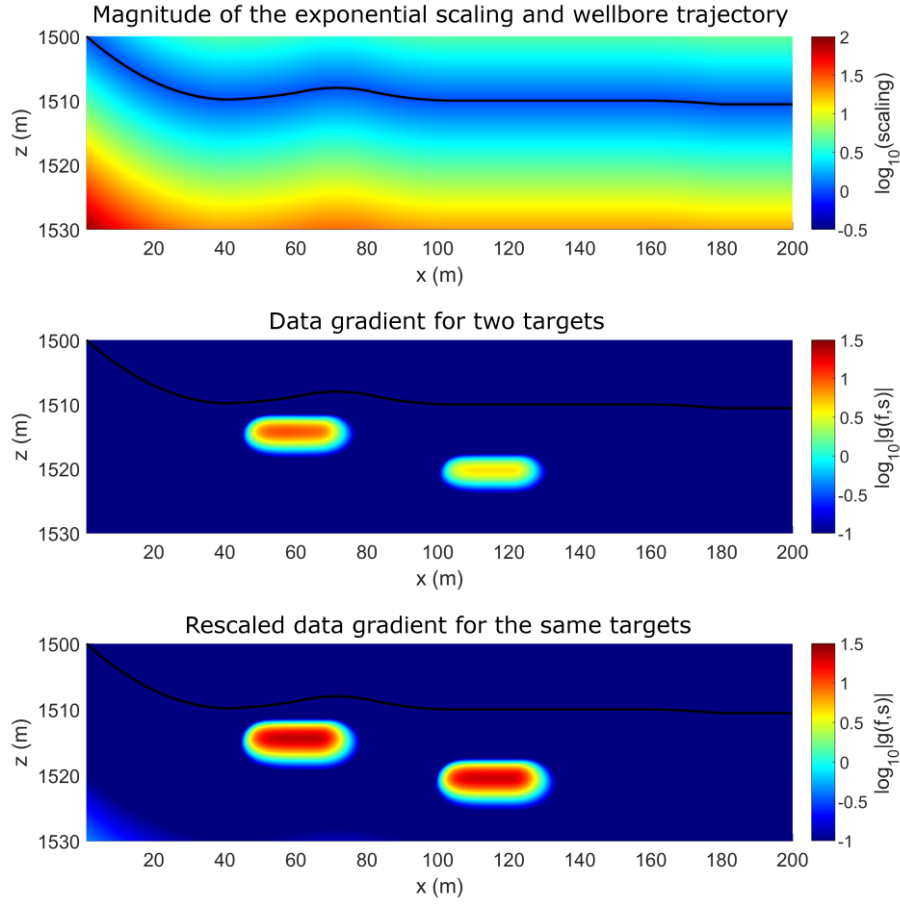 Magnitude of the exponential scaling and wellbore trajectory
1500
1510
1520
1530
z (m)
20 40 60 80 100 120 140 160 180 200
x (m)
2
1.5
1
0.5
0
-0.5
log10(scaling)
Data gradient for two targets
1500
1510
1520
1530
z (m)
20 40 60 80 100 120 140 160 180 200
x (m)
1.5
1
0.5
0
-0.5
-1
log10|g(f,s)|
Rescaled data gradient for the same targets
1500
1510
1520
1530
z (m)
20 40 60 80 100 120 140 160 180 200
x (m)
1.5
1
0.5
0
-0.5
-1
log10|g(f,s)|